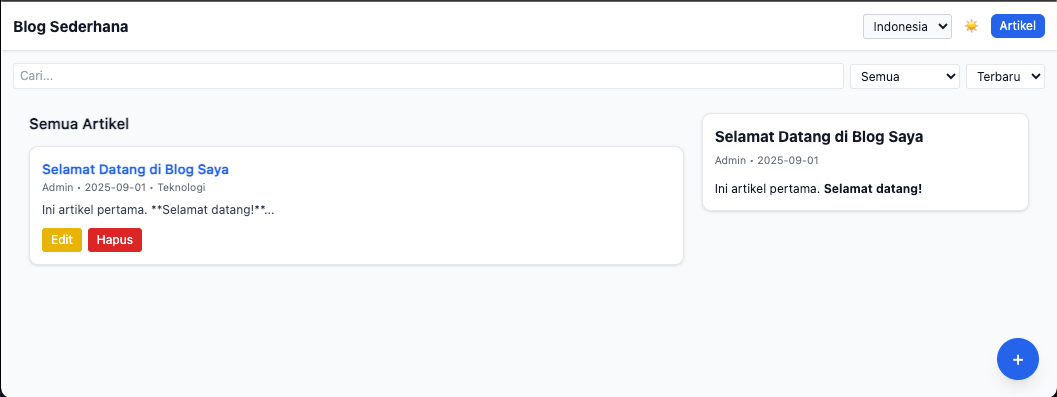 Blog Sederhana
Indonesia
Artikel
Cari...
Semua
Terbaru
Semua Artikel
Selamat Datang di Blog Saya
Admin • 2025-09-01 • Teknologi
Ini artikel pertama. **Selamat datang!**...
Edit
Hapus
Selamat Datang di Blog Saya
Admin • 2025-09-01
Ini artikel pertama. Selamat datang!
+